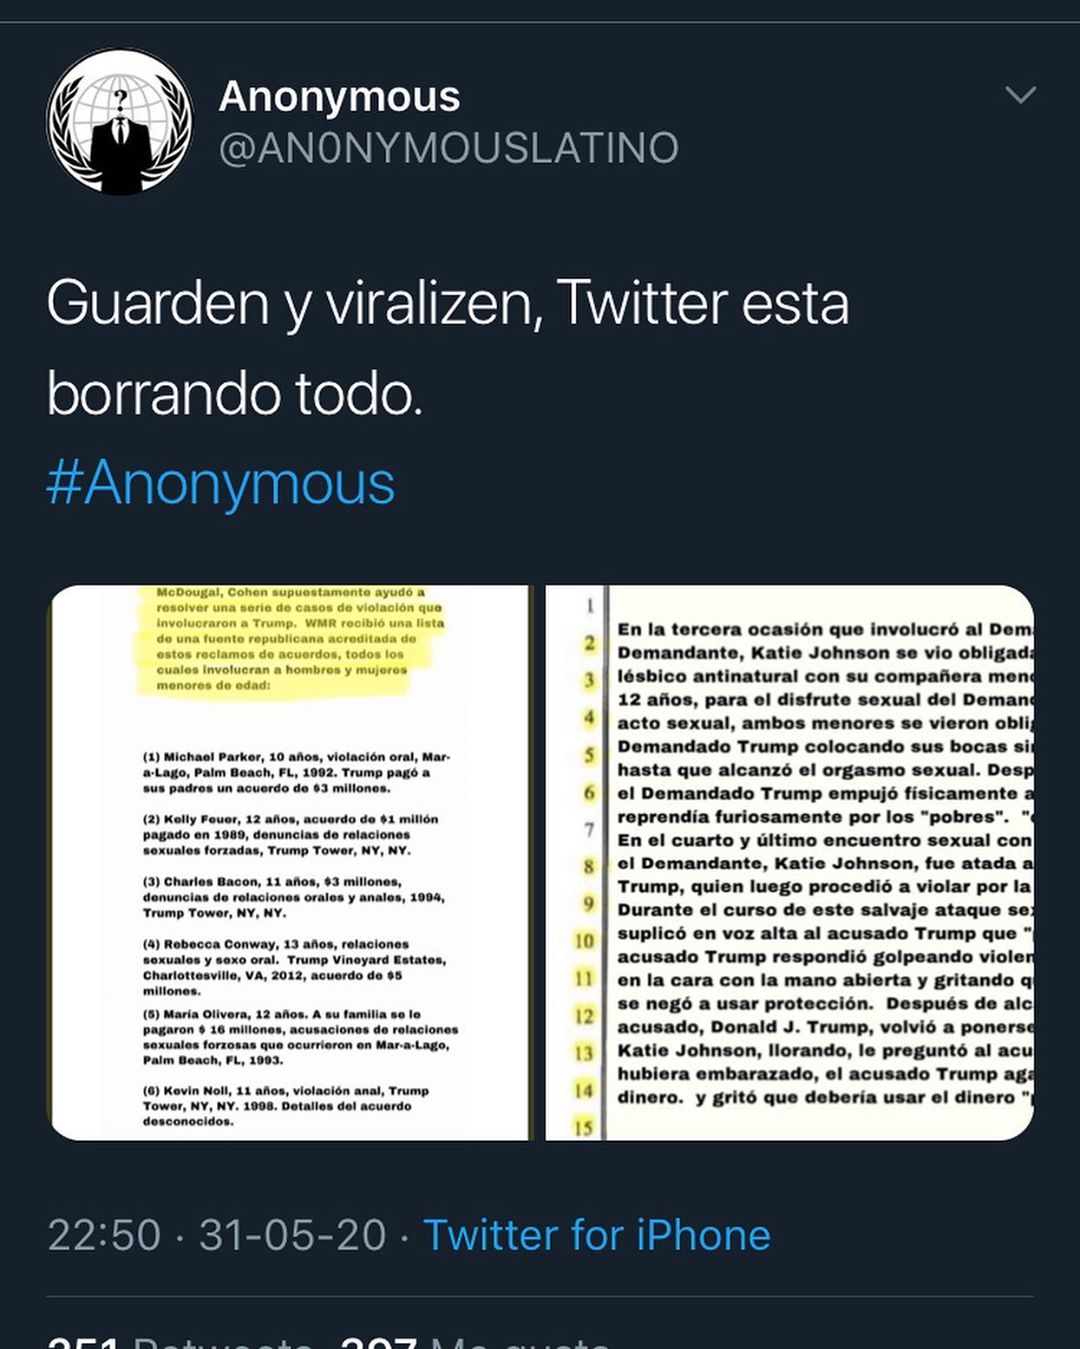 Anonymous
@AN0NYMOUSLATINO
Guarden y viralizen, Twitter esta
borrando todo.
#Anonymous
McDougal, Cohen supuestamente ayudó a
resolver una serie de casos de violación que
involucraron a Trump. WMR recibió una lista
de una fuente republicana acreditada de
estos reclamos de acuerdos, todos los
cuales involucran a hombres y mujeres
menores de edad:
(1) Michael Parker, 10 años, violación oral, Mar-
a-Lago, Palm Beach, FL, 1992. Trump pagó a
sus padres un acuerdo de $3 millones.
(2) Kelly Feuer, 12 años, acuerdo de $1 millón
pagado en 1989, denuncias de relaciones
sexuales forzadas, Trump Tower, NY, NY.
(3) Charles Bacon, 11 años, $3 millones,
denuncias de relaciones orales y anales, 1994,
Trump Tower, NY, NY.
(4) Rebecca Conway, 13 años, relaciones
sexuales y sexo oral. Trump Vineyard Estates,
Charlottesville, VA, 2012, acuerdo de $5
millones.
(5) María Olivera, 12 años. A su familia se le
pagaron $ 16 millones, acusaciones de relaciones
sexuales forzosas que ocurrieron en Mar-a-Lago,
Palm Beach, FL, 1993.
(6) Kevin Noll, 11 años, violación anal, Trump
Tower, NY, NY. 1998. Detalles del acuerdo
desconocidos.
1
2
3
4
5
6
7
8
9
10
11
12
13
14
15
En la tercera ocasión que involucró al
Demandante, Katie Johnson se vio
lésbico antinatural con su compañera
12 años, para el disfrute sexual del
acto sexual, ambos menores se vieron
Demandado Trump colocando sus bocas
hasta que alcanzó el orgasmo sexual.
el Demandado Trump empujó físicamente a
reprendía furiosamente por los "pobres".
En el cuarto y último encuentro sexual con
el Demandante, Katie Johnson, fue atada a
Trump, quien luego procedió a violar por la
Durante el curso de este salvaje ataque
suplicó en voz alta al acusado Trump que
acusado Trump respondió golpeando
en la cara con la mano abierta y gritando
se negó a usar protección. Después de
acusado, Donald J. Trump, volvió a ponerse
Katie Johnson, llorando, le preguntó al
hubiera embarazado, el acusado Trump
dinero. y gritó que debería usar el dinero
22:50 · 31-05-20 · Twitter for iPhone